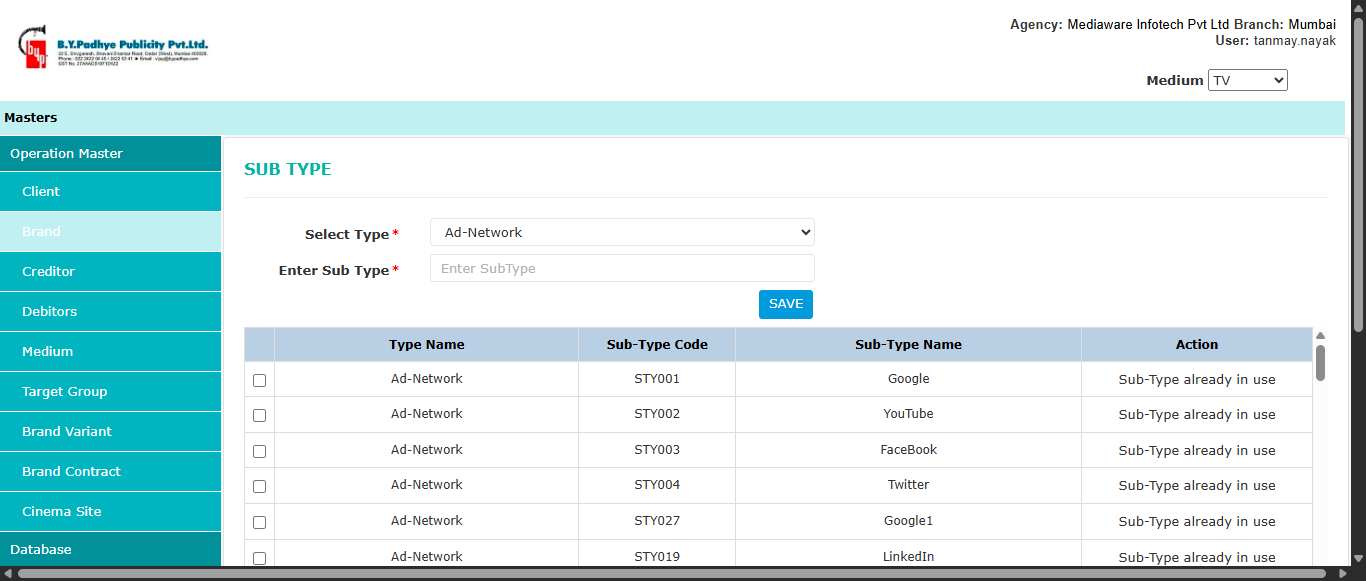 Agency: Mediaware Infotech Pvt Ltd Branch: Mumbai
User: tanmay.nayak
B.Y.Padhye Publicity Pvt.Ltd.
Medium TV
Masters
Operation Master
Client
Brand
Creditor
Debitors
Medium
Target Group
Brand Variant
Brand Contract
Cinema Site
Database
SUB TYPE
Select Type* Ad-Network
Enter Sub Type* Enter SubType
SAVE
Type Name Sub-Type Code Sub-Type Name Action
Ad-Network STY001 Google Sub-Type already in use
Ad-Network STY002 YouTube Sub-Type already in use
Ad-Network STY003 FaceBook Sub-Type already in use
Ad-Network STY004 Twitter Sub-Type already in use
Ad-Network STY027 Google1 Sub-Type already in use
Ad-Network STY019 LinkedIn Sub-Type already in use